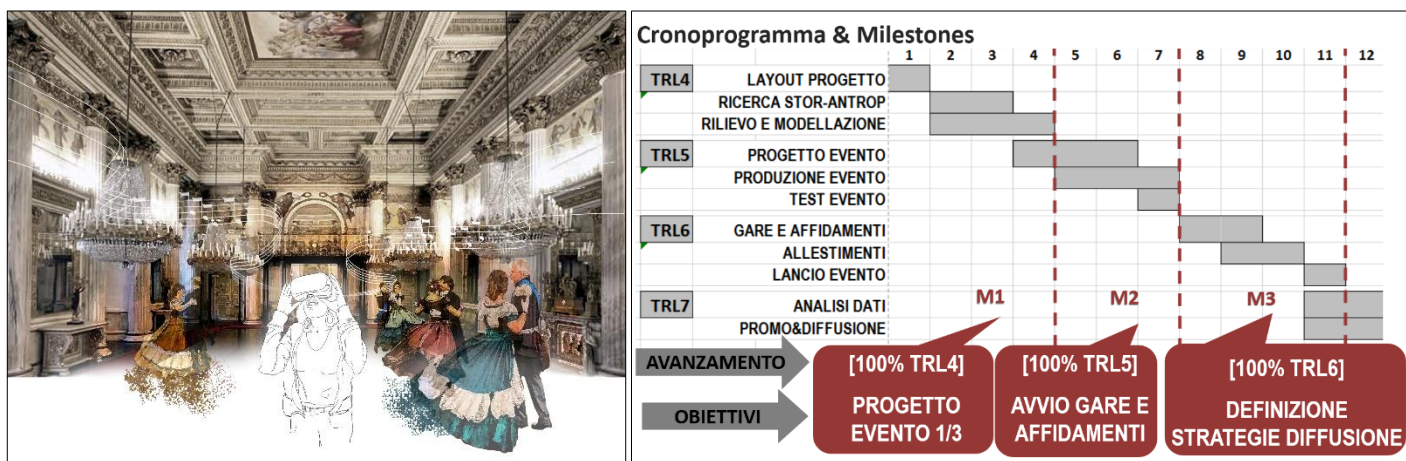 Cronoprogramma & Milestones
1 2 3 4 5 6 7 8 9 10 11 12
TRL4 LAYOUT PROGETTO
RICERCA STOR-ANTROP
RILIEVO E MODELLAZIONE
TRL5 PROGETTO EVENTO
PRODUZIONE EVENTO
TEST EVENTO
TRL6 GARE E AFFIDAMENTI
ALLESTIMENTI
LANCIO EVENTO
TRL7 ANALISI DATI M1 M2 M3
PROMO&DIFFUSIONE
AVANZAMENTO [100% TRL4] [100% TRL5] [100% TRL6]
OBIETTIVI PROGETTO AVVIO GARE E DEFINIZIONE
EVENTO 1/3 AFFIDAMENTI STRATEGIE DIFFUSIONE